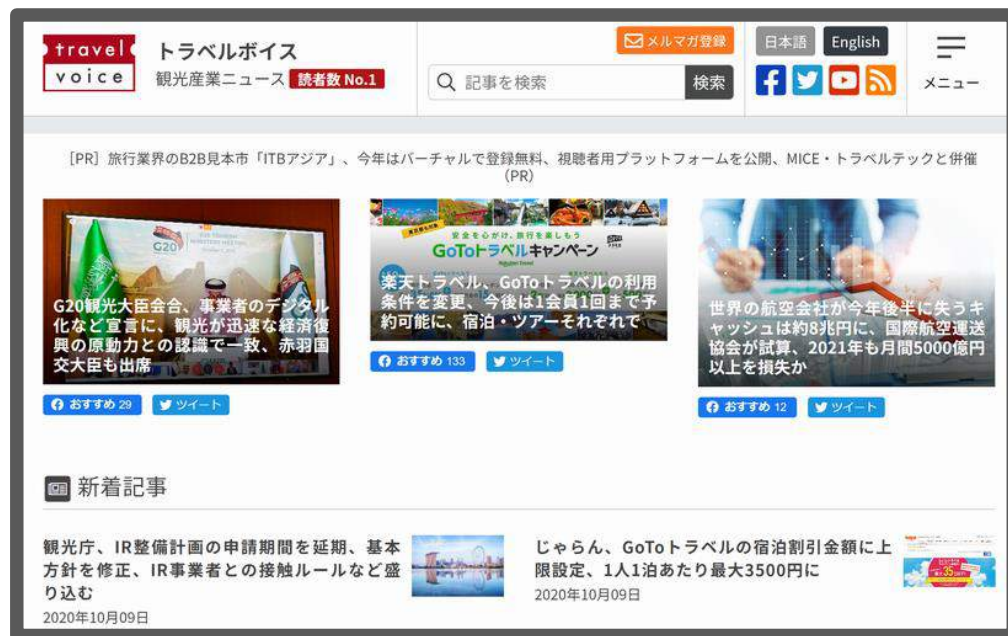 travel
voice
トラベルボイス
観光産業ニュース 読者数 No.1
メルマガ登録
記事を検索
検索
日本語
English
メニュー
［PR］旅行業界のB2B見本市「ITBアジア」、今年はバーチャルで登録無料、視聴者用プラットフォームを公開、MICE・トラベルテックと併催
（PR）
G20
G20観光大臣会合、事業者のデジタル
化など宣言に、観光が迅速な経済復
興の原動力との認識で一致、赤羽国
交大臣も出席
おすすめ 29
ツイート
安全を心がけ、旅行を楽しもう
GoToトラベルキャンペーン
楽天トラベル、GoToトラベルの利用
条件を変更、今後は1会員1回まで予
約可能に、宿泊・ツアーそれぞれで
おすすめ 133
ツイート
世界の航空会社が今年後半に失うキ
ャッシュは約8兆円に、国際航空運送
協会が試算、2021年も月間5000億円
以上を損失か
おすすめ 12
ツイート
新着記事
観光庁、IR整備計画の申請期間を延期、基本
方針を修正、IR事業者との接触ルールなど盛
り込む
2020年10月09日
じゃらん、GoToトラベルの宿泊割引金額に上
限設定、1人1泊あたり最大3500円に
2020年10月09日
35